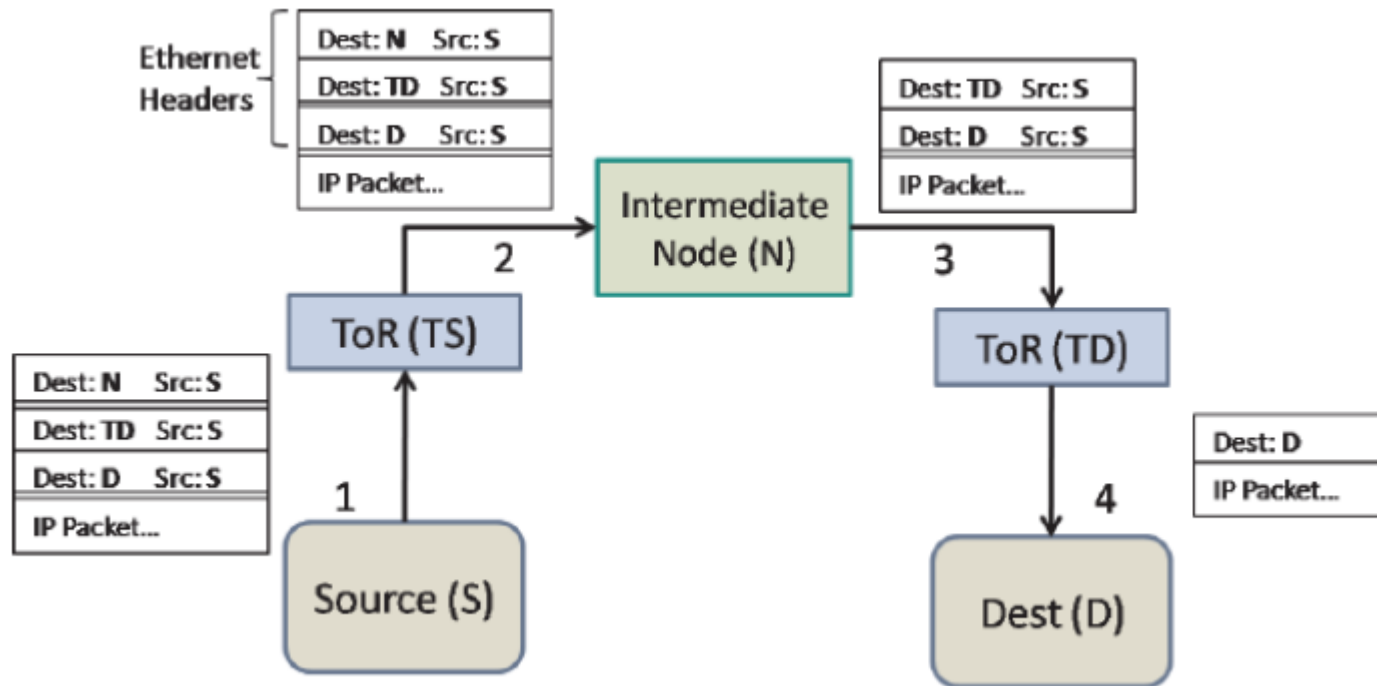 Ethernet
Headers
Dest: N Src: S
Dest: TD Src: S
Dest: D Src: S
IP Packet...
Dest: TD Src: S
Dest: D Src: S
IP Packet...
Intermediate
Node (N)
2
3
ToR (TS)
ToR (TD)
Dest: N Src: S
Dest: TD Src: S
Dest: D Src: S
IP Packet...
Dest: D
IP Packet...
1
4
Source (S)
Dest (D)